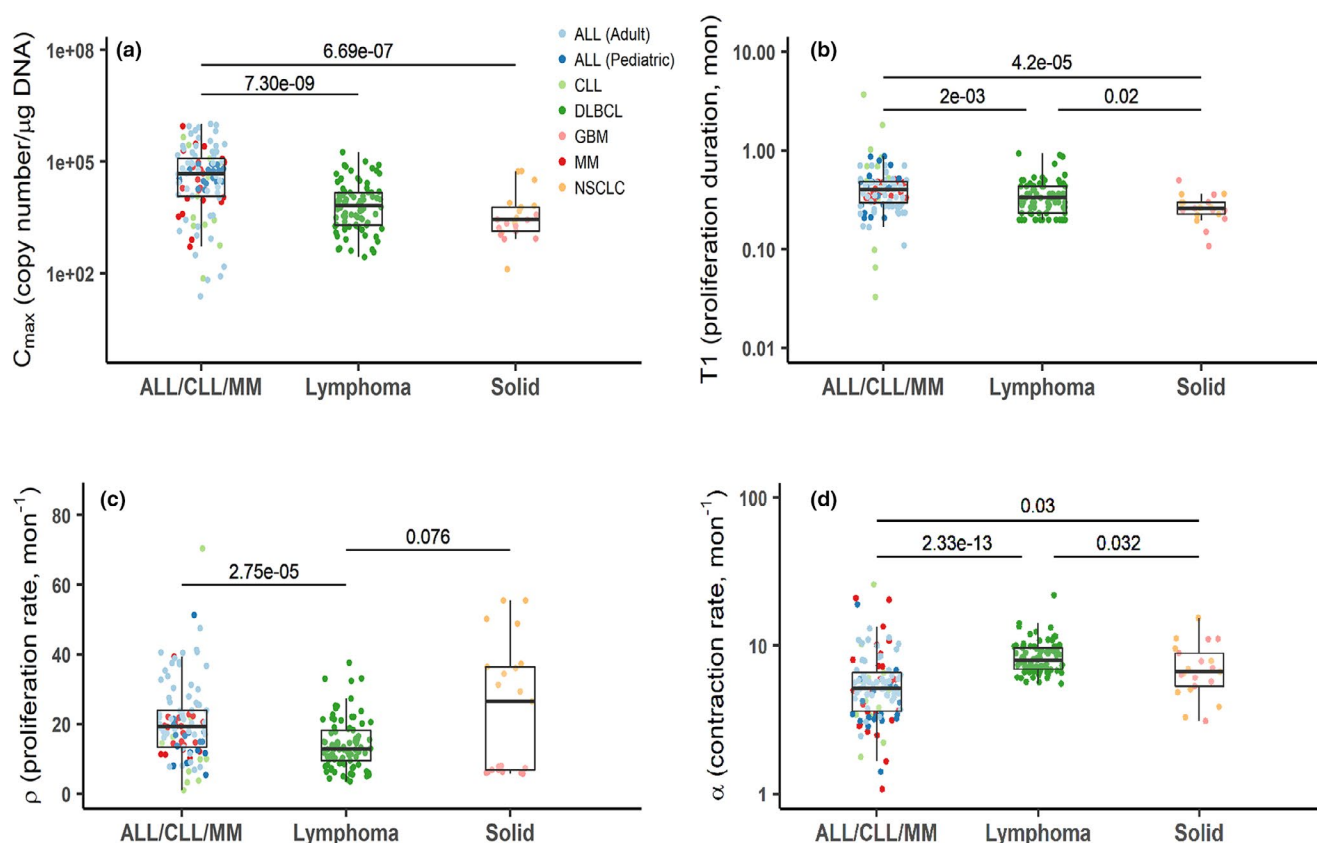 (a)
Cmax (copy number/μg DNA)
1e+08
1e+05
1e+02
6.69e-07
7.30e-09
ALL/CLL/MM
Lymphoma
Solid
ALL (Adult)
ALL (Pediatric)
CLL
DLBCL
GBM
MM
NSCLC
(b)
T1 (proliferation duration, mon)
10.00
1.00
0.10
0.01
4.2e-05
2e-03
0.02
ALL/CLL/MM
Lymphoma
Solid
(c)
ρ (proliferation rate, mon⁻¹)
80
60
40
20
0
0.076
2.75e-05
ALL/CLL/MM
Lymphoma
Solid
(d)
α (contraction rate, mon⁻¹)
100
10
1
0.03
2.33e-13
0.032
ALL/CLL/MM
Lymphoma
Solid